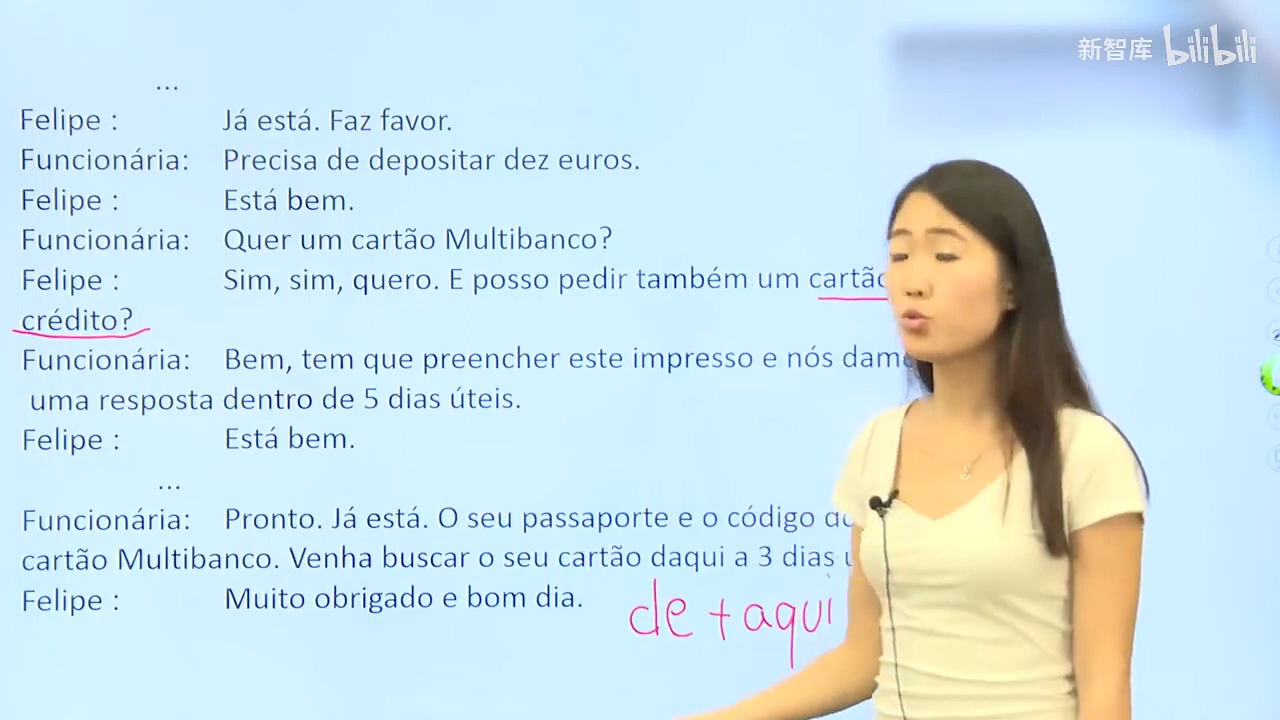 新智库 bilibili
...
Felipe : Já está. Faz favor.
Funcionária: Precisa de depositar dez euros.
Felipe : Está bem.
Funcionária: Quer um cartão Multibanco?
Felipe : Sim, sim, quero. E posso pedir também um cartão
crédito?
Funcionária: Bem, tem que preencher este impresso e nós
uma resposta dentro de 5 dias úteis.
Felipe : Está bem.
...
Funcionária: Pronto. Já está. O seu passaporte e o código
cartão Multibanco. Venha buscar o seu cartão daqui a 3 dias
Felipe : Muito obrigado e bom dia.
de + aqui